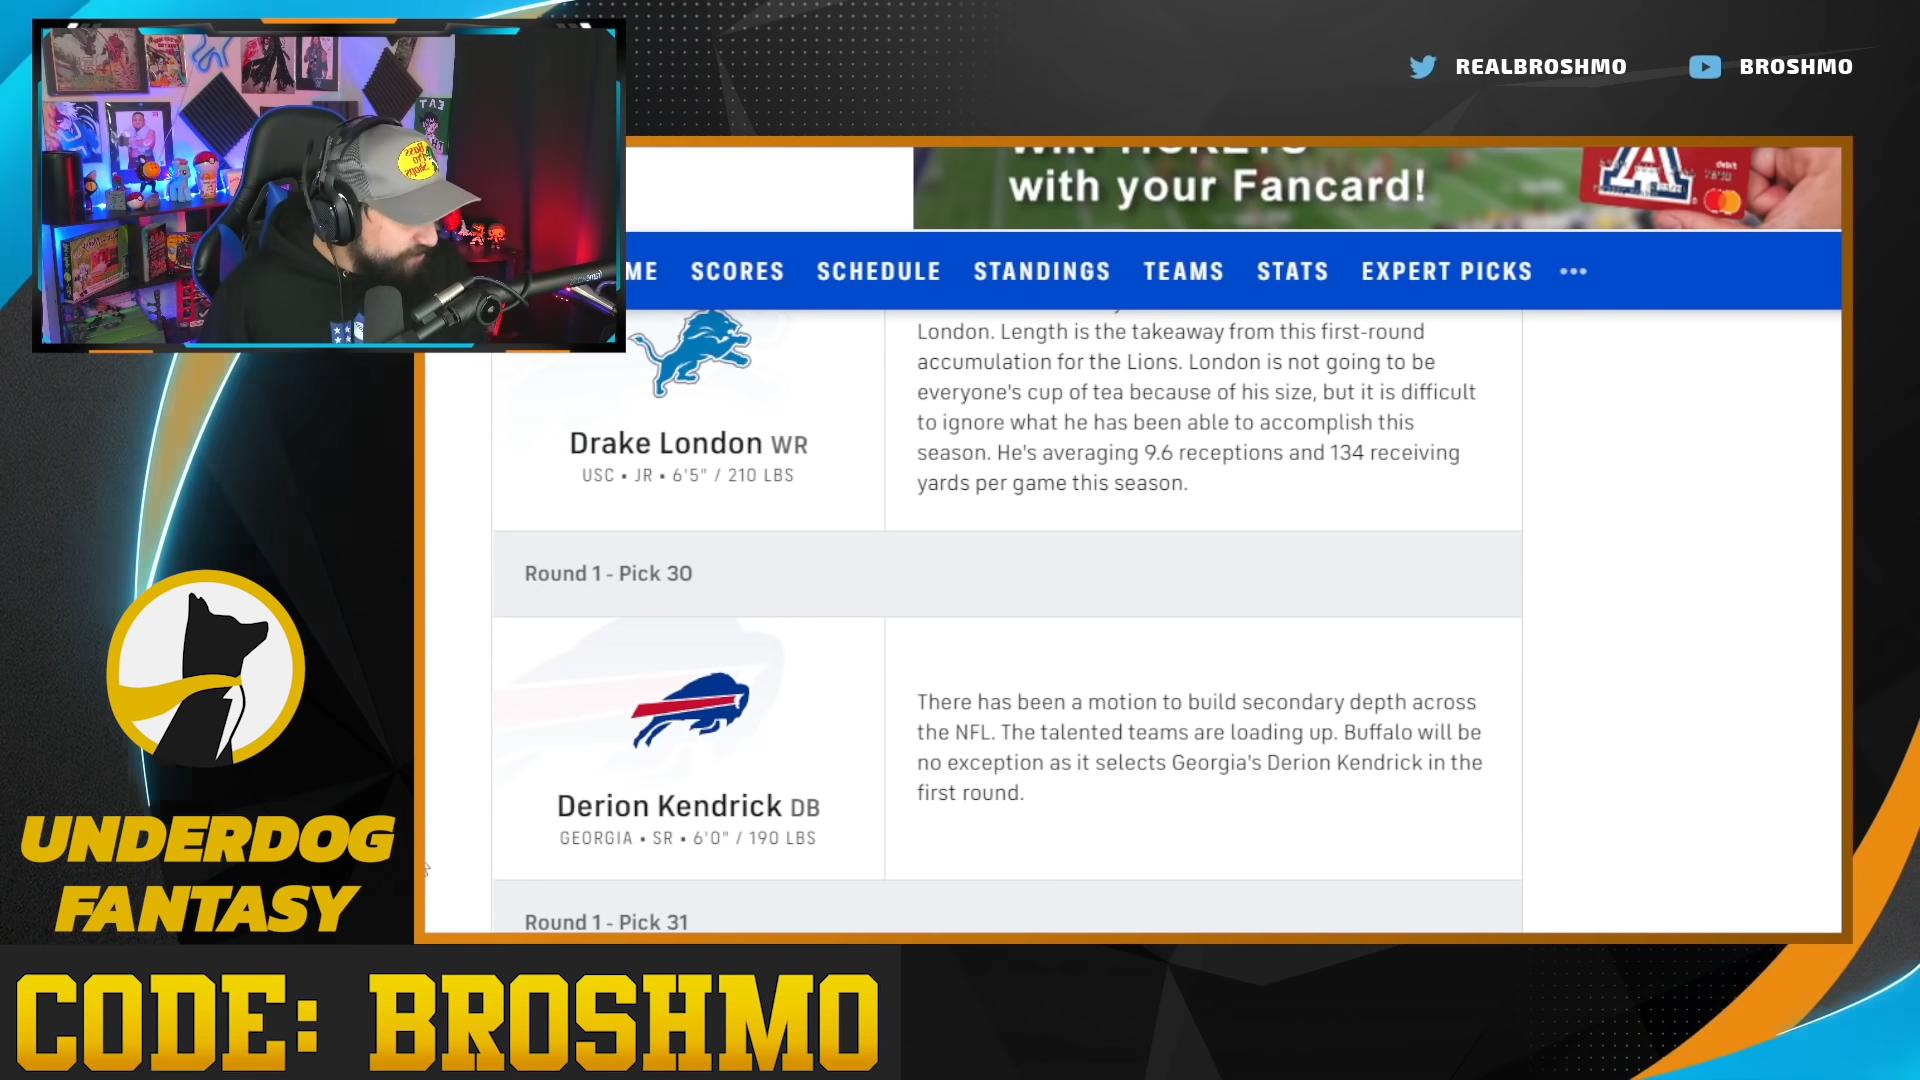 REALBROSHMO
BROSHMO
with your Fancard!
debit
ME SCORES SCHEDULE STANDINGS TEAMS STATS EXPERT PICKS
London. Length is the takeaway from this first-round
accumulation for the Lions. London is not going to be
everyone's cup of tea because of his size, but it is difficult
to ignore what he has been able to accomplish this
season. He's averaging 9.6 receptions and 134 receiving
yards per game this season.
Drake London WR
USC • JR • 6'5" / 210 LBS
Round 1 - Pick 30
There has been a motion to build secondary depth across
the NFL. The talented teams are loading up. Buffalo will be
no exception as it selects Georgia's Derion Kendrick in the
first round.
Derion Kendrick DB
GEORGIA • SR • 6'0" / 190 LBS
Round 1 - Pick 31
UNDERDOG
FANTASY
CODE: BROSHMO
Bass
Pro
Shops
EAT